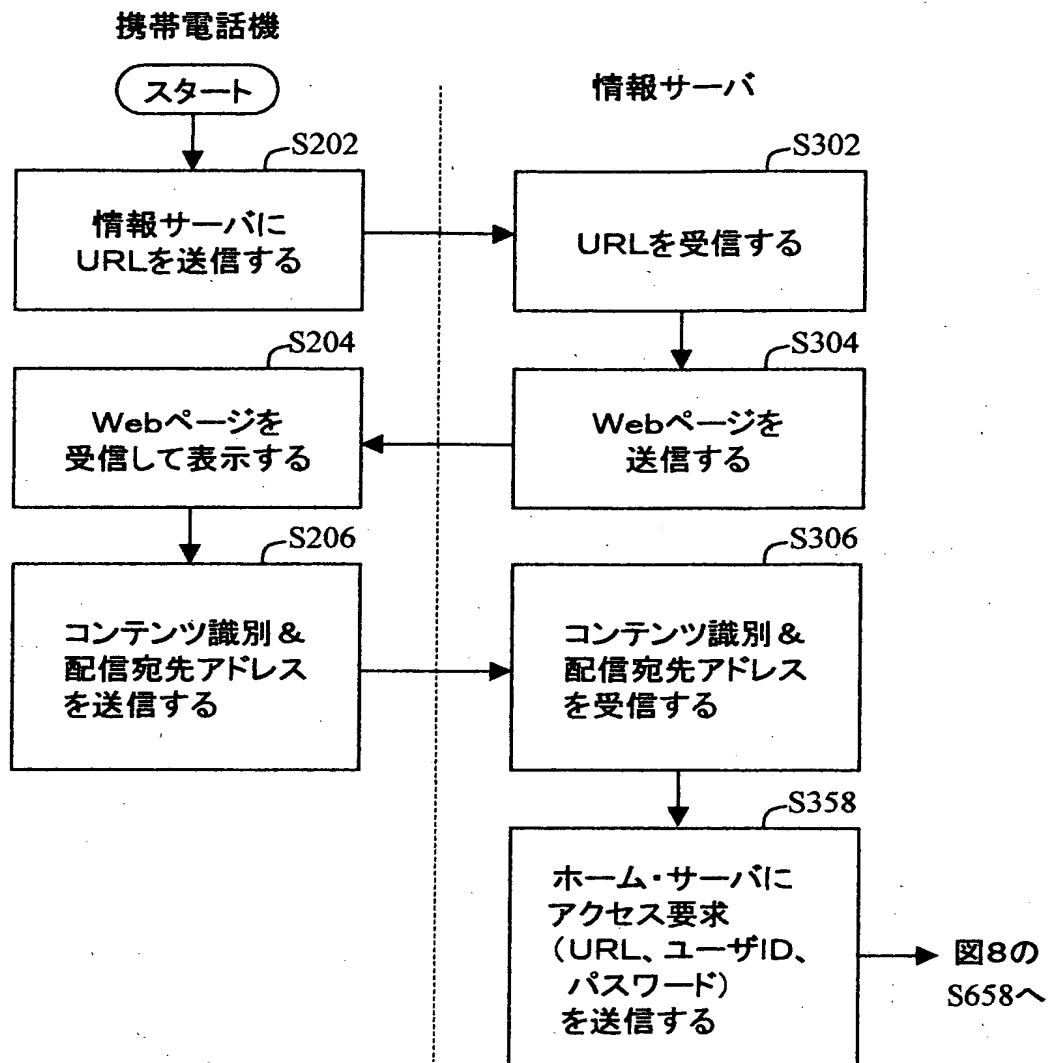 携帯電話機
スタート
情報サーバ
S202
情報サーバに
URLを送信する
S302
URLを受信する
S204
Webページを
受信して表示する
S304
Webページを
送信する
S206
コンテンツ識別&
配信宛先アドレス
を送信する
S306
コンテンツ識別&
配信宛先アドレス
を受信する
S358
ホーム・サーバに
アクセス要求
(URL、ユーザID、
パスワード)
を送信する
図8の
S658へ